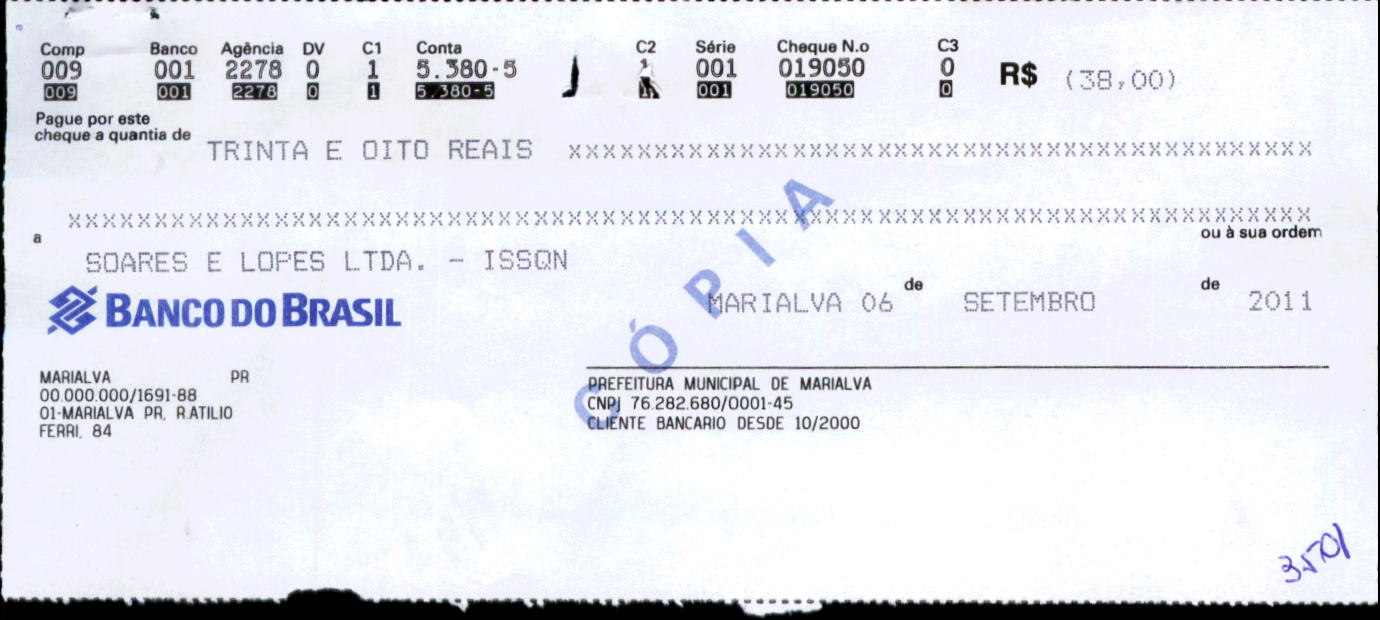 Comp Banco Agência DV C1 Conta C2 Série Cheque N.o C3
009 001 2278 0 1 5.380-5 1 001 019050 0 R$ (38,00)
009 001 2278 0 1 5.380-5 001 019050 0
Pague por este
cheque a quantia de
TRINTA E OITO REAIS XXXXXXXXXXXXXXXXXXXXXXXXXXXXXXXXXXXXXXXXXXXXXXXXXXXX
XXXXXXXXXXXXXXXXXXXXXXXXXXXXXXXXXXXXXXXXXXXXXXXXXXXXXXXXXXXXXXXXXXXXXXXXXXXXXXXXXXXXXX
a ou à sua ordem
SOARES E LOPES LTDA. - ISSQN
MARIALVA 06 de SETEMBRO de 2011
BANCO DO BRASIL
CÓPIA
MARIALVA PR
00.000.000/1691-88
01-MARIALVA PR, R.ATILIO
FERRI, 84
PREFEITURA MUNICIPAL DE MARIALVA
CNPJ 76.282.680/0001-45
CLIENTE BANCARIO DESDE 10/2000